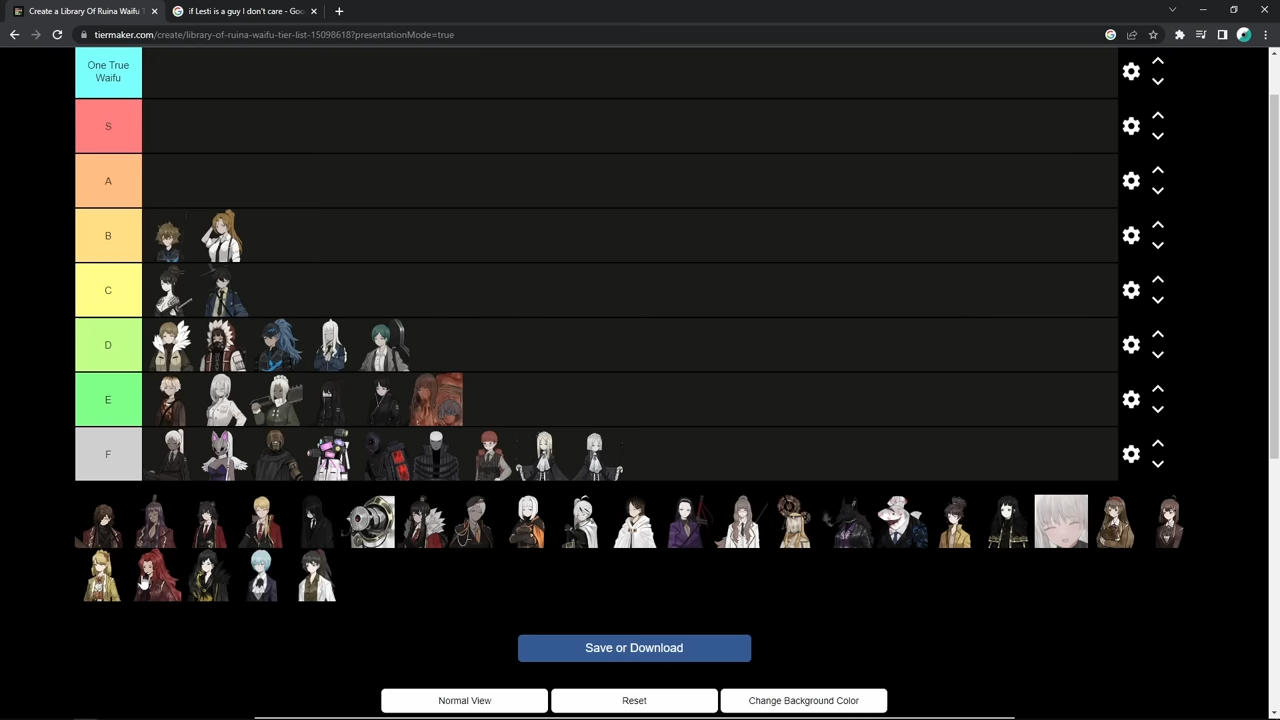 Create a Library Of Ruina Waifu T
if Lesti is a guy I don't care - Goo
tiermaker.com/create/library-of-ruina-waifu-tier-list-15098618?presentationMode=true
One True
Waifu
S
A
B
C
D
E
F
Save or Download
Normal View
Reset
Change Background Color